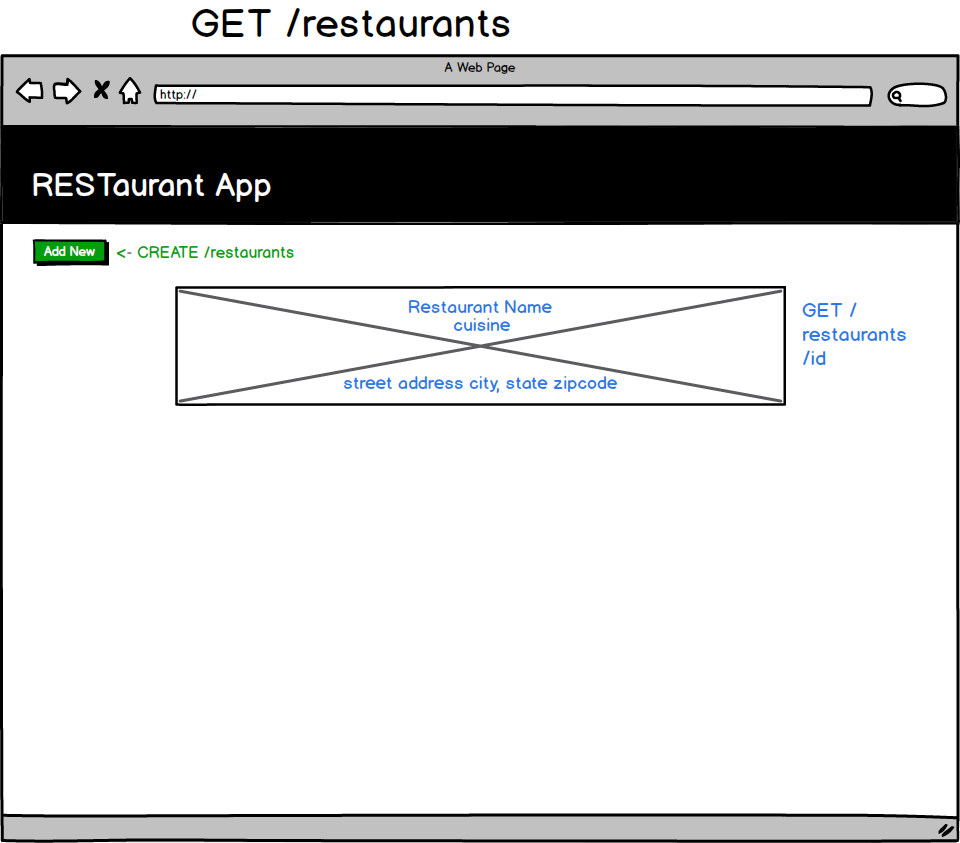 GET /restaurants
A Web Page
http://
RESTaurant App
Add New
<- CREATE /restaurants
Restaurant Name
cuisine
street address city, state zipcode
GET /
restaurants
/id